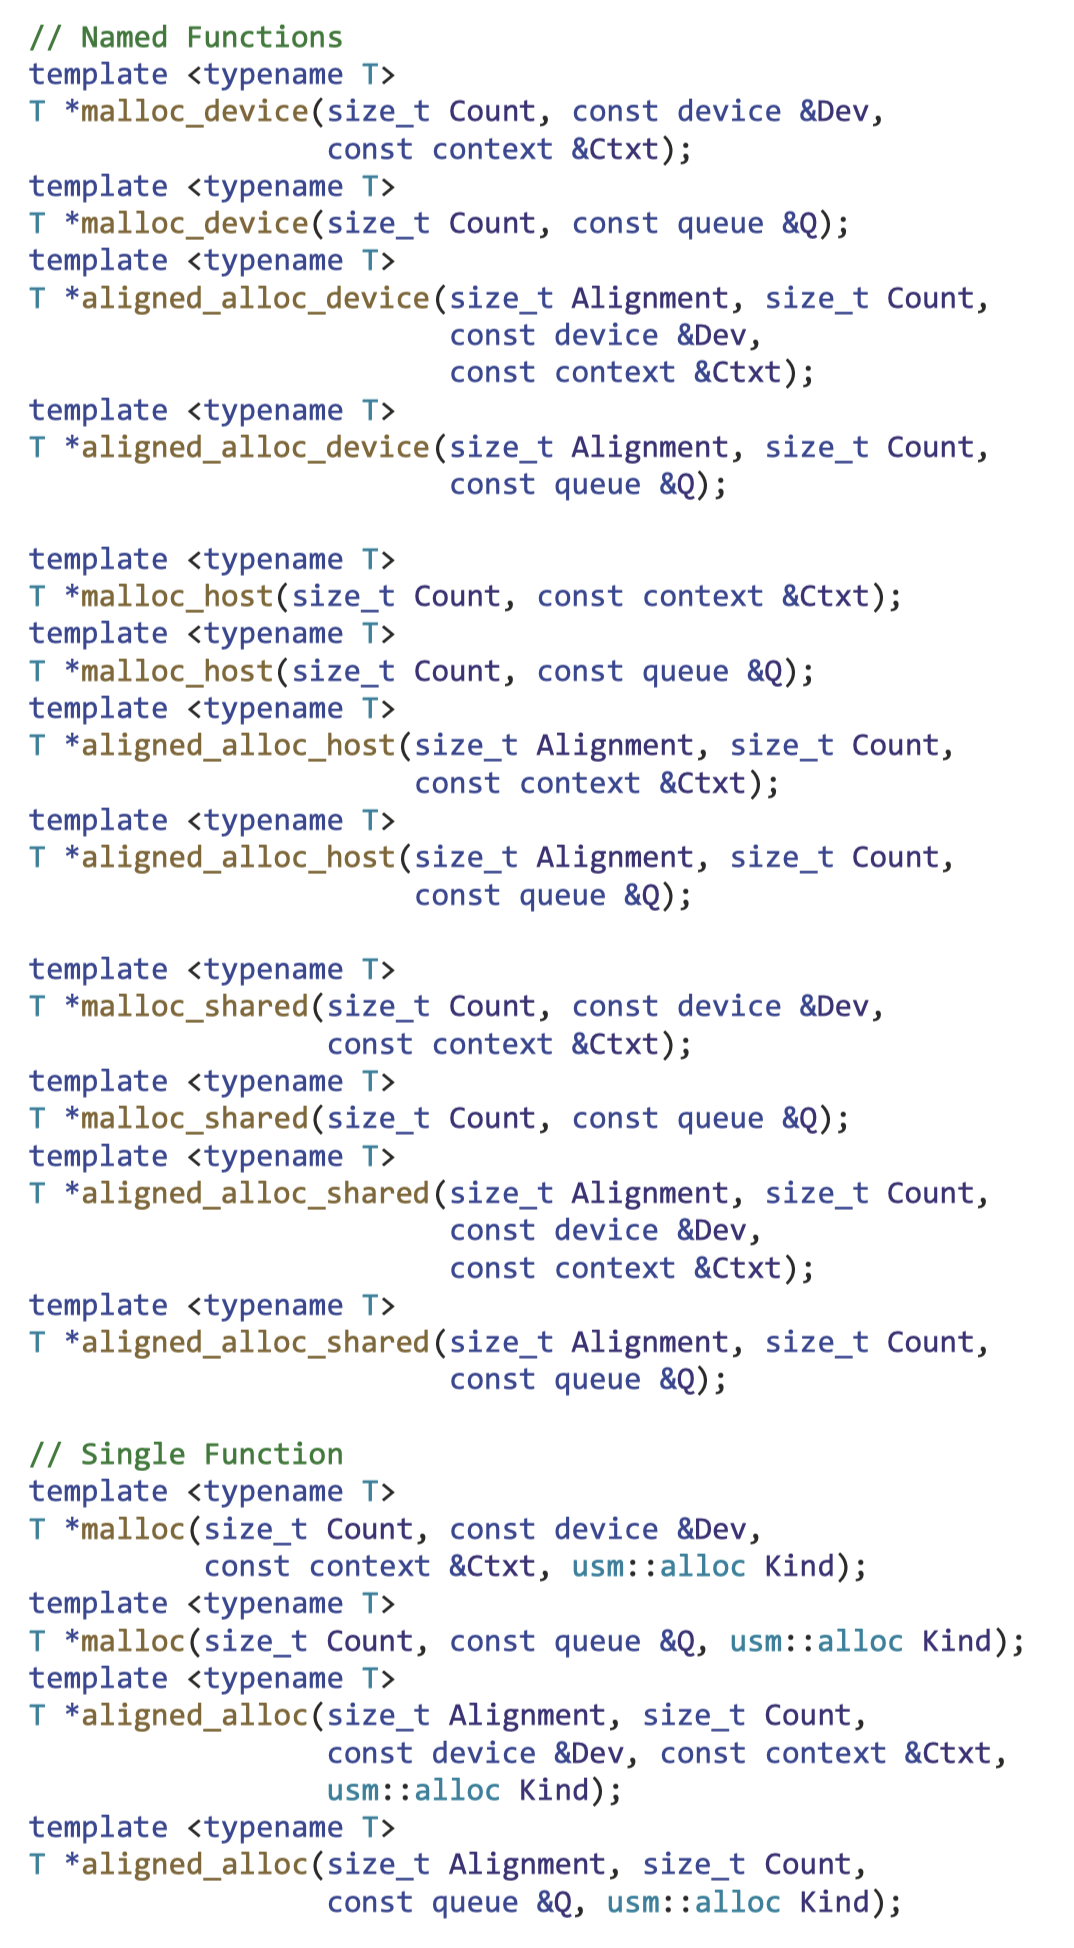 // Named Functions
template <typename T>
T *malloc_device(size_t Count, const device &Dev,
                 const context &Ctxt);
template <typename T>
T *malloc_device(size_t Count, const queue &Q);
template <typename T>
T *aligned_alloc_device(size_t Alignment, size_t Count,
                        const device &Dev,
                        const context &Ctxt);
template <typename T>
T *aligned_alloc_device(size_t Alignment, size_t Count,
                        const queue &Q);

template <typename T>
T *malloc_host(size_t Count, const context &Ctxt);
template <typename T>
T *malloc_host(size_t Count, const queue &Q);
template <typename T>
T *aligned_alloc_host(size_t Alignment, size_t Count,
                      const context &Ctxt);
template <typename T>
T *aligned_alloc_host(size_t Alignment, size_t Count,
                      const queue &Q);

template <typename T>
T *malloc_shared(size_t Count, const device &Dev,
                 const context &Ctxt);
template <typename T>
T *malloc_shared(size_t Count, const queue &Q);
template <typename T>
T *aligned_alloc_shared(size_t Alignment, size_t Count,
                        const device &Dev,
                        const context &Ctxt);
template <typename T>
T *aligned_alloc_shared(size_t Alignment, size_t Count,
                        const queue &Q);

// Single Function
template <typename T>
T *malloc(size_t Count, const device &Dev,
          const context &Ctxt, usm::alloc Kind);
template <typename T>
T *malloc(size_t Count, const queue &Q, usm::alloc Kind);
template <typename T>
T *aligned_alloc(size_t Alignment, size_t Count,
                 const device &Dev, const context &Ctxt,
                 usm::alloc Kind);
template <typename T>
T *aligned_alloc(size_t Alignment, size_t Count,
                 const queue &Q, usm::alloc Kind);